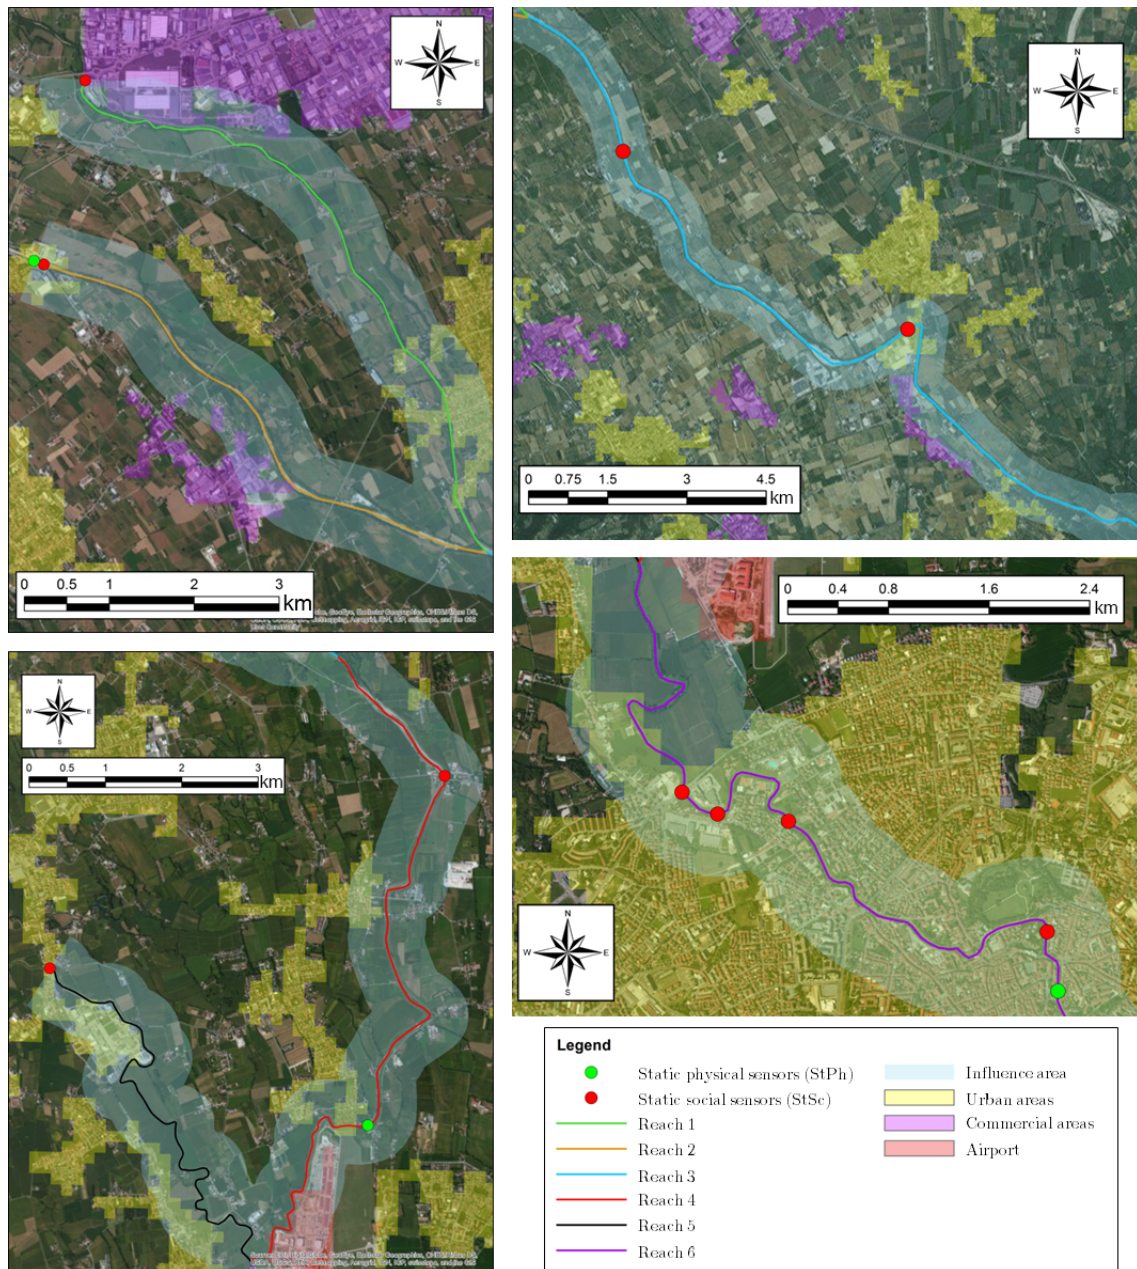 N
W E
S
0 0.5 1 2 3
km
N
W E
S
0 0.75 1.5 3 4.5
km
N
W E
S
0 0.5 1 2 3
km
0 0.4 0.8 1.6 2.4
km
N
W E
S
Legend
Static physical sensors (StPh)
Static social sensors (StSc)
Reach 1
Reach 2
Reach 3
Reach 4
Reach 5
Reach 6
Influence area
Urban areas
Commercial areas
Airport